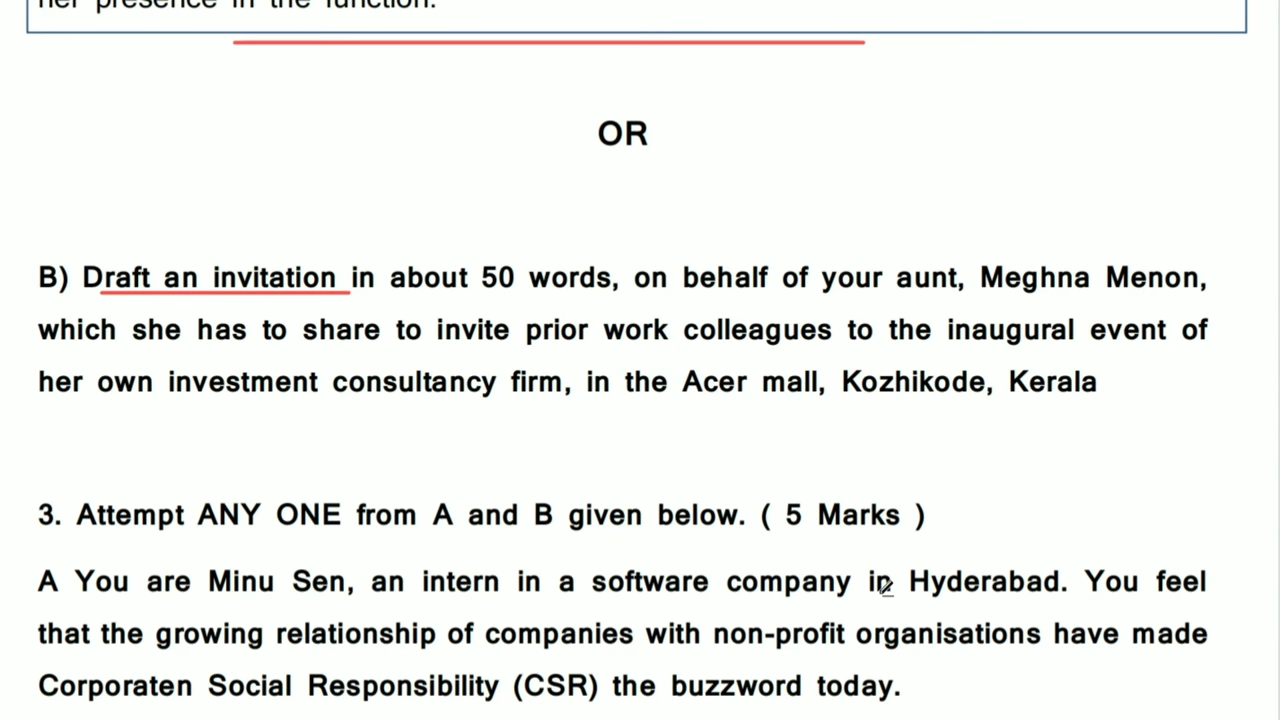 her presence in the function.
OR
B) Draft an invitation in about 50 words, on behalf of your aunt, Meghna Menon,
which she has to share to invite prior work colleagues to the inaugural event of
her own investment consultancy firm, in the Acer mall, Kozhikode, Kerala
3. Attempt ANY ONE from A and B given below. ( 5 Marks )
A You are Minu Sen, an intern in a software company in Hyderabad. You feel
that the growing relationship of companies with non-profit organisations have made
Corporaten Social Responsibility (CSR) the buzzword today.